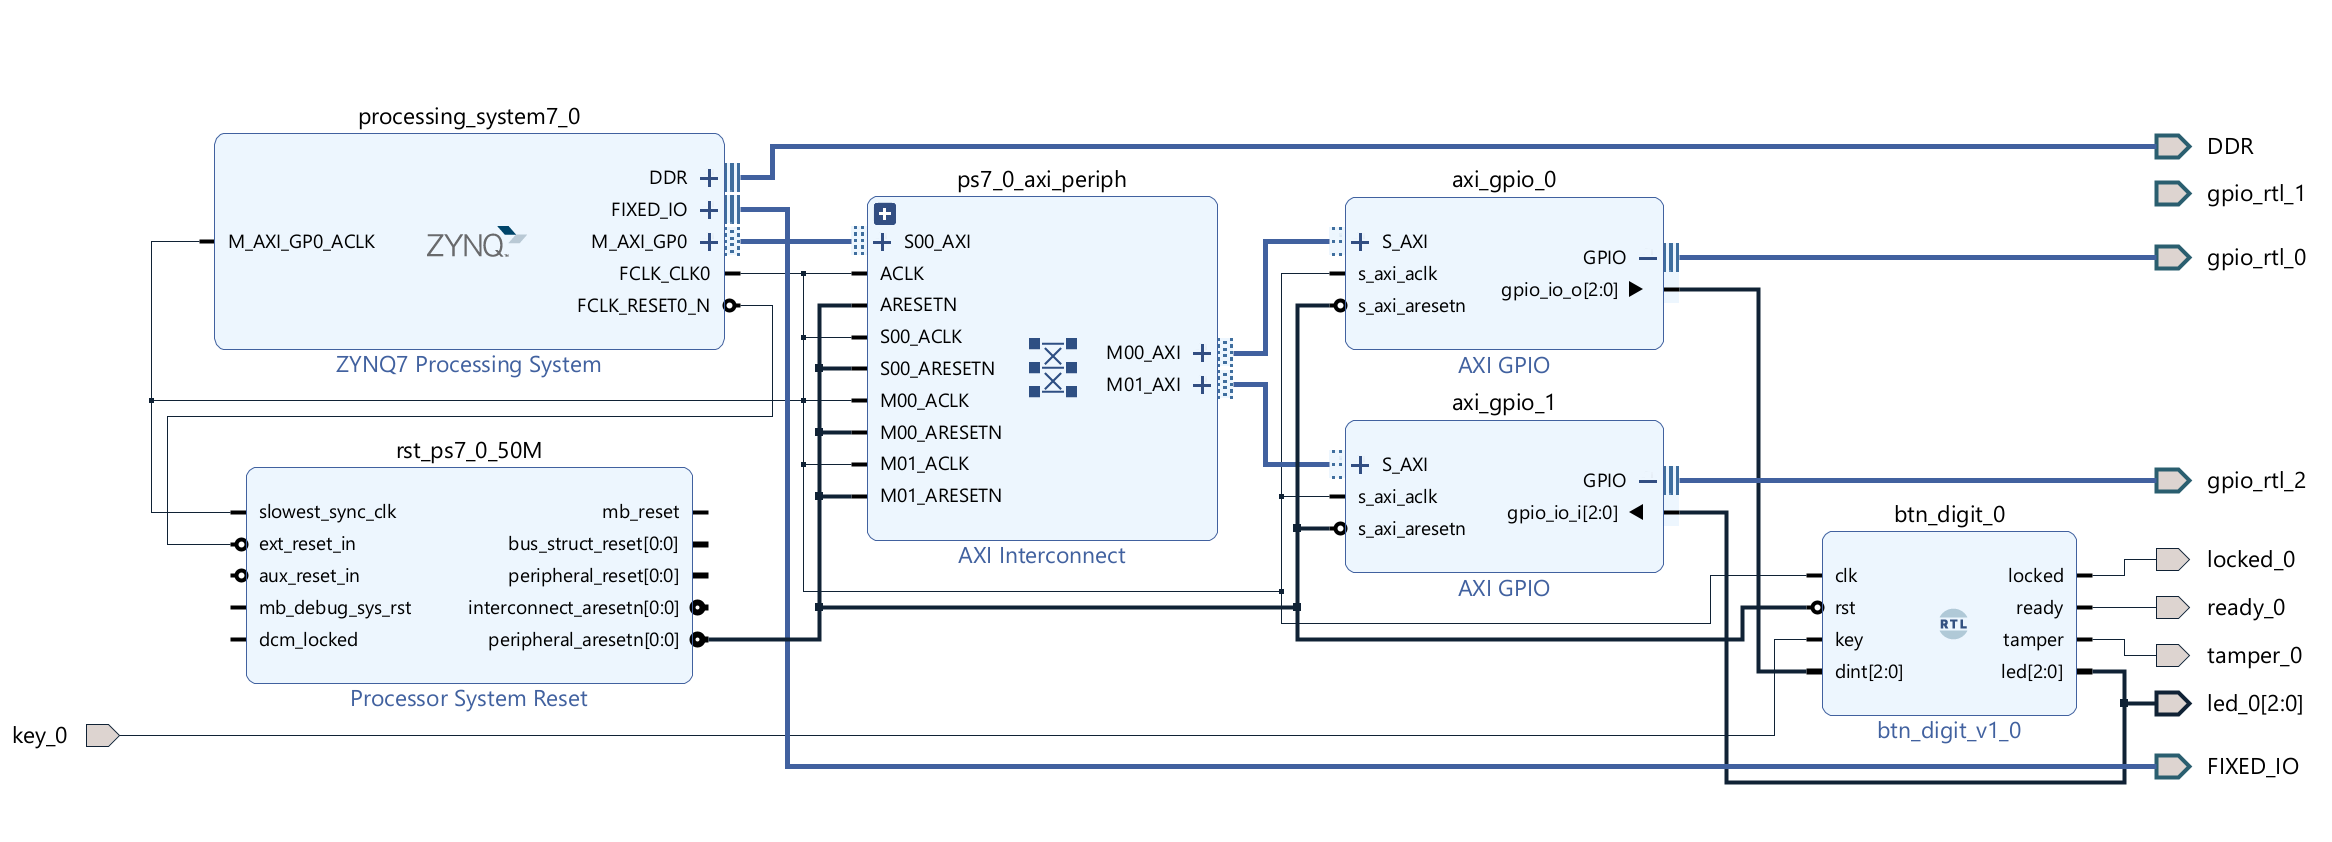 processing_system7_0
DDR
FIXED_IO
M_AXI_GP0_ACLK
ZYNQ
M_AXI_GP0
FCLK_CLK0
FCLK_RESET0_N
ZYNQ7 Processing System
rst_ps7_0_50M
slowest_sync_clk
ext_reset_in
aux_reset_in
mb_debug_sys_rst
dcm_locked
mb_reset
bus_struct_reset[0:0]
peripheral_reset[0:0]
interconnect_aresetn[0:0]
peripheral_aresetn[0:0]
Processor System Reset
key_0
ps7_0_axi_periph
S00_AXI
ACLK
ARESETN
S00_ACLK
S00_ARESETN
M00_ACLK
M00_ARESETN
M01_ACLK
M01_ARESETN
M00_AXI
M01_AXI
AXI Interconnect
axi_gpio_0
S_AXI
s_axi_aclk
s_axi_aresetn
GPIO
gpio_io_o[2:0]
AXI GPIO
axi_gpio_1
S_AXI
s_axi_aclk
s_axi_aresetn
GPIO
gpio_io_i[2:0]
AXI GPIO
btn_digit_0
clk
rst
key
dint[2:0]
RTL
locked
ready
tamper
led[2:0]
btn_digit_v1_0
DDR
gpio_rtl_1
gpio_rtl_0
gpio_rtl_2
locked_0
ready_0
tamper_0
led_0[2:0]
FIXED_IO